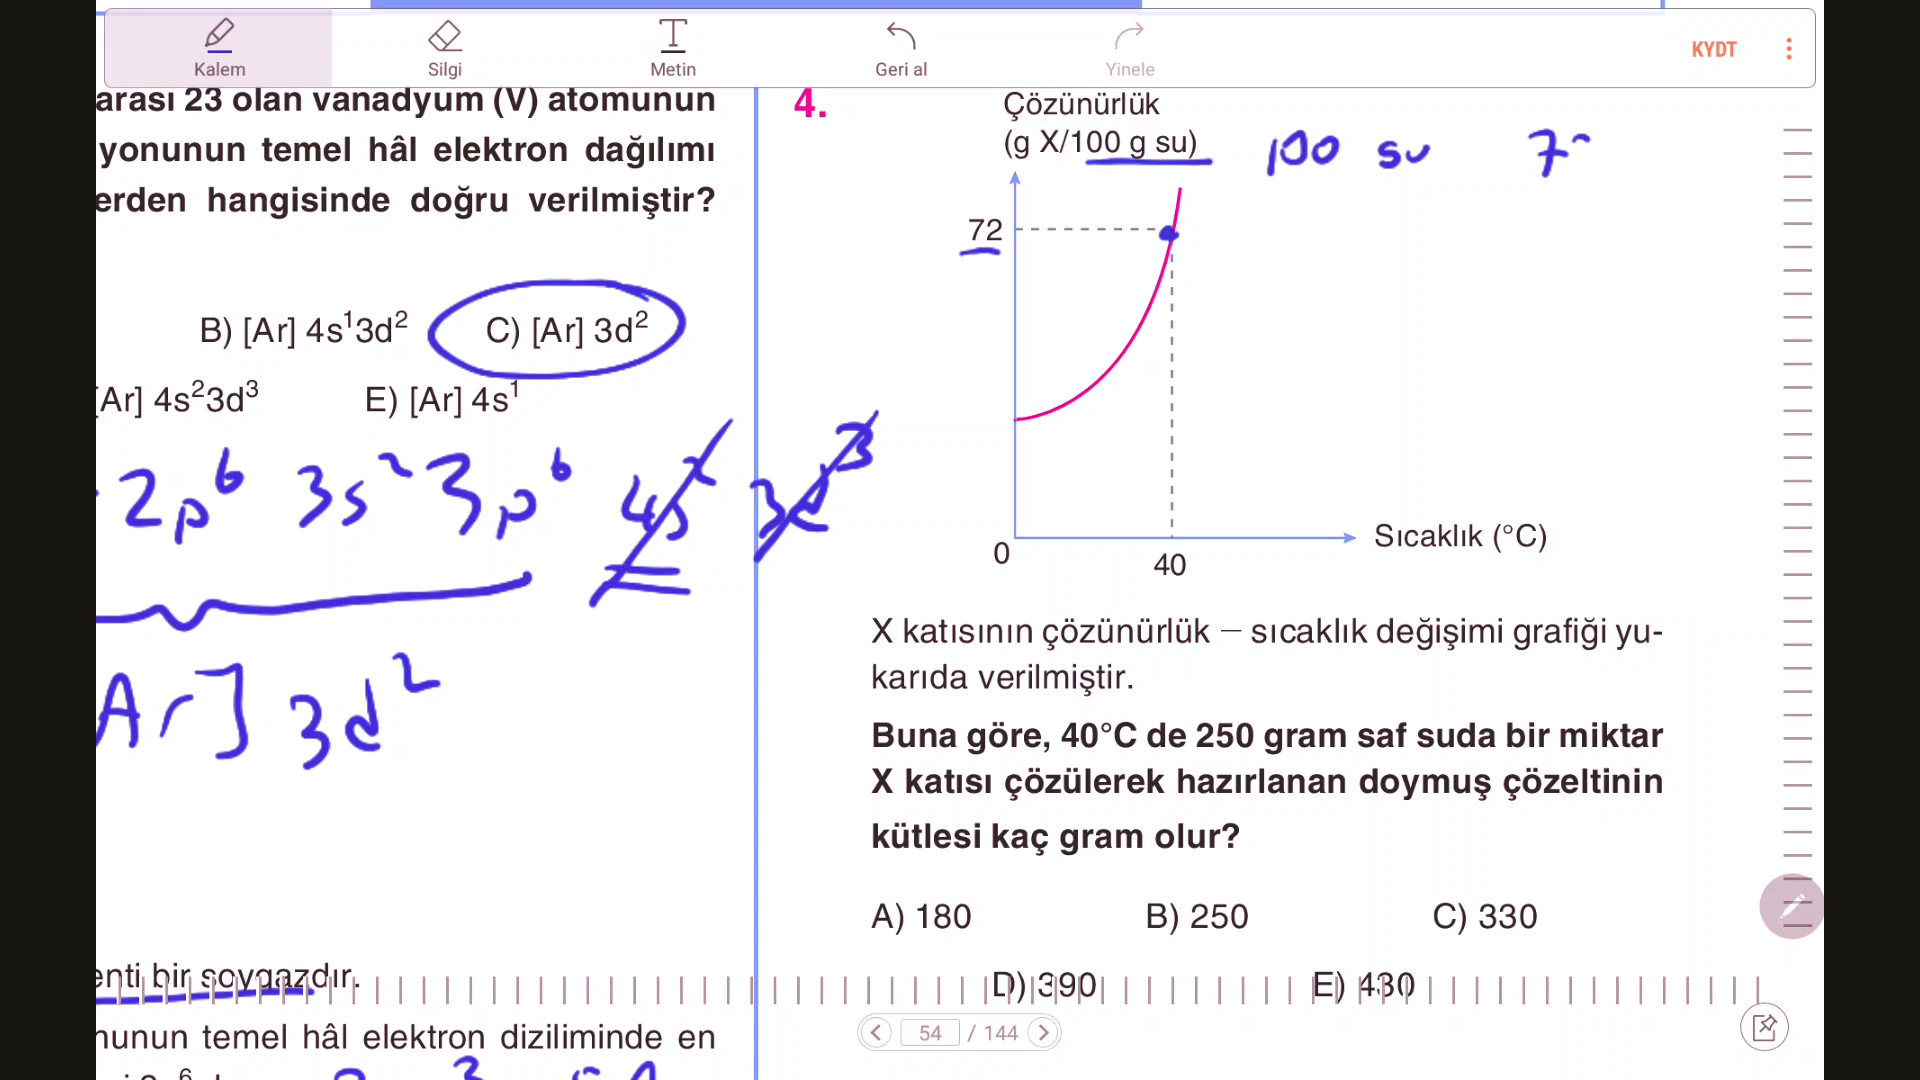 Kalem
Silgi
Metin
Geri al
Yinele
KYDT
arası 23 olan vanadyum (V) atomunun
yonunun temel hâl elektron dağılımı
erden hangisinde doğru verilmiştir?
B) [Ar] 4s¹3d²
C) [Ar] 3d²
[Ar] 4s²3d³
E) [Ar] 4s¹
2p⁶ 3s² 3p⁶ 4s² 3d³
Ar] 3d²
enti bir soygazdır.
nunun temel hâl elektron diziliminde en
4.
Çözünürlük
(g X/100 g su)
100 su 7
72
0
40
Sıcaklık (°C)
X katısının çözünürlük – sıcaklık değişimi grafiği yu-
karıda verilmiştir.
Buna göre, 40°C de 250 gram saf suda bir miktar
X katısı çözülerek hazırlanan doymuş çözeltinin
kütlesi kaç gram olur?
A) 180
B) 250
C) 330
D) 390
E) 430
54 / 144